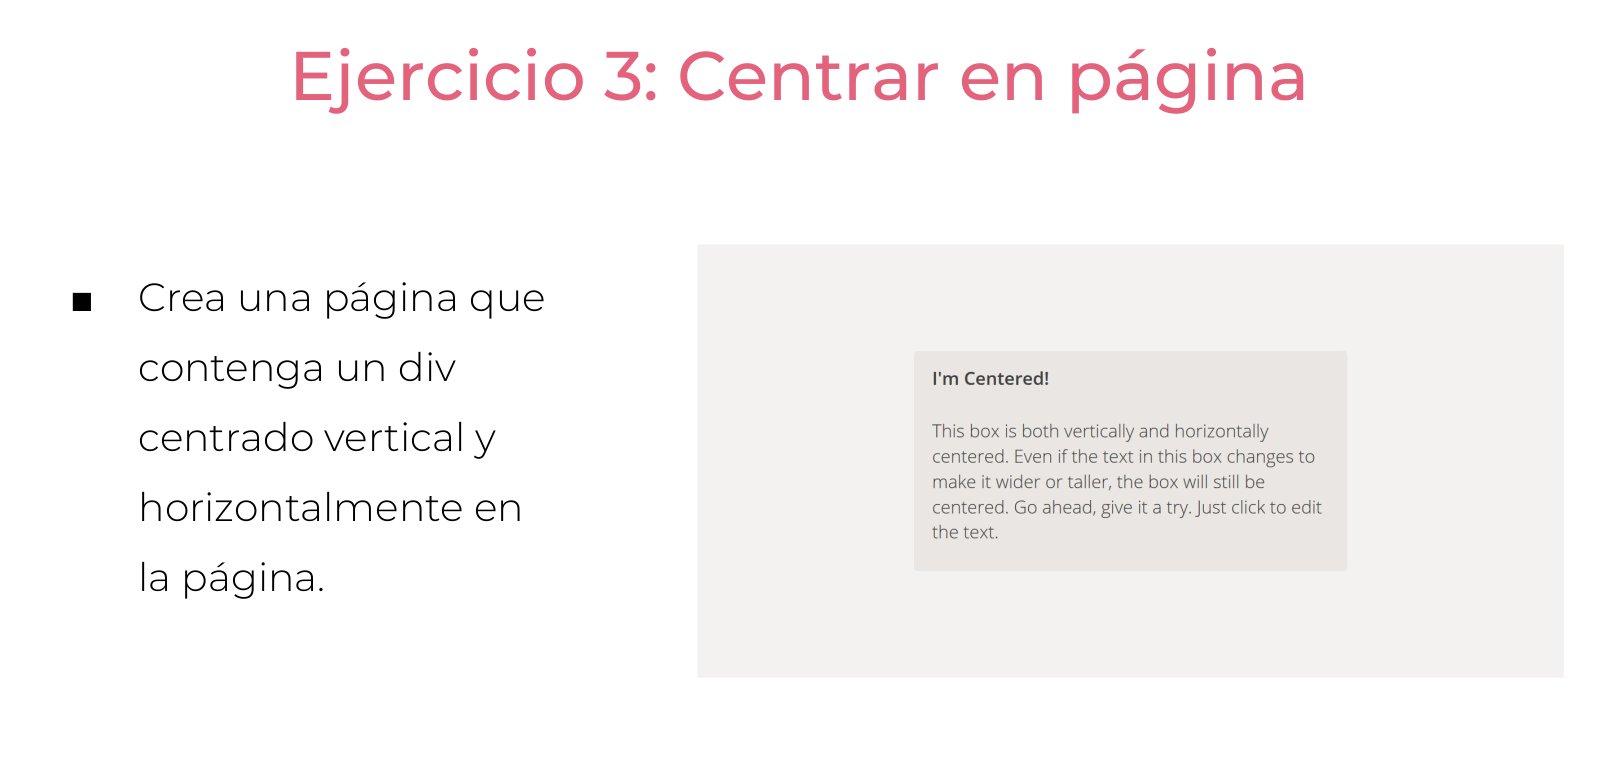 Ejercicio 3: Centrar en página
Crea una página que
contenga un div
centrado vertical y
horizontalmente en
la página.
I'm Centered!
This box is both vertically and horizontally
centered. Even if the text in this box changes to
make it wider or taller, the box will still be
centered. Go ahead, give it a try. Just click to edit
the text.